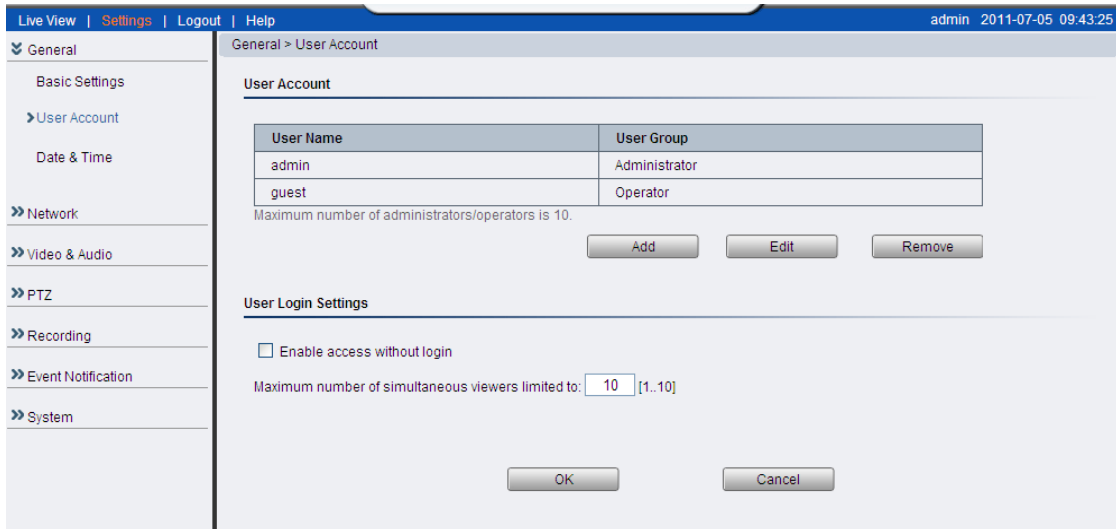 Live View | Settings | Logout | Help admin 2011-07-05 09:43:25
General
Basic Settings
User Account
Date & Time
Network
Video & Audio
PTZ
Recording
Event Notification
System
General > User Account
User Account
User Name User Group
admin Administrator
guest Operator
Maximum number of administrators/operators is 10.
Add Edit Remove
User Login Settings
Enable access without login
Maximum number of simultaneous viewers limited to: 10 [1..10]
OK Cancel